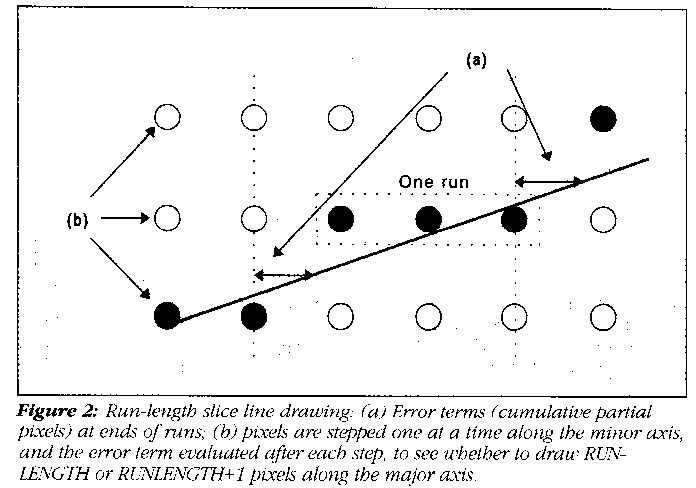 (a)
One run
(b)
Figure 2: Run-length slice line drawing: (a) Error terms (cumulative partial
pixels) at ends of runs; (b) pixels are stepped one at a time along the minor axis,
and the error term evaluated after each step, to see whether to draw RUN-
LENGTH or RUNLENGTH+1 pixels along the major axis.